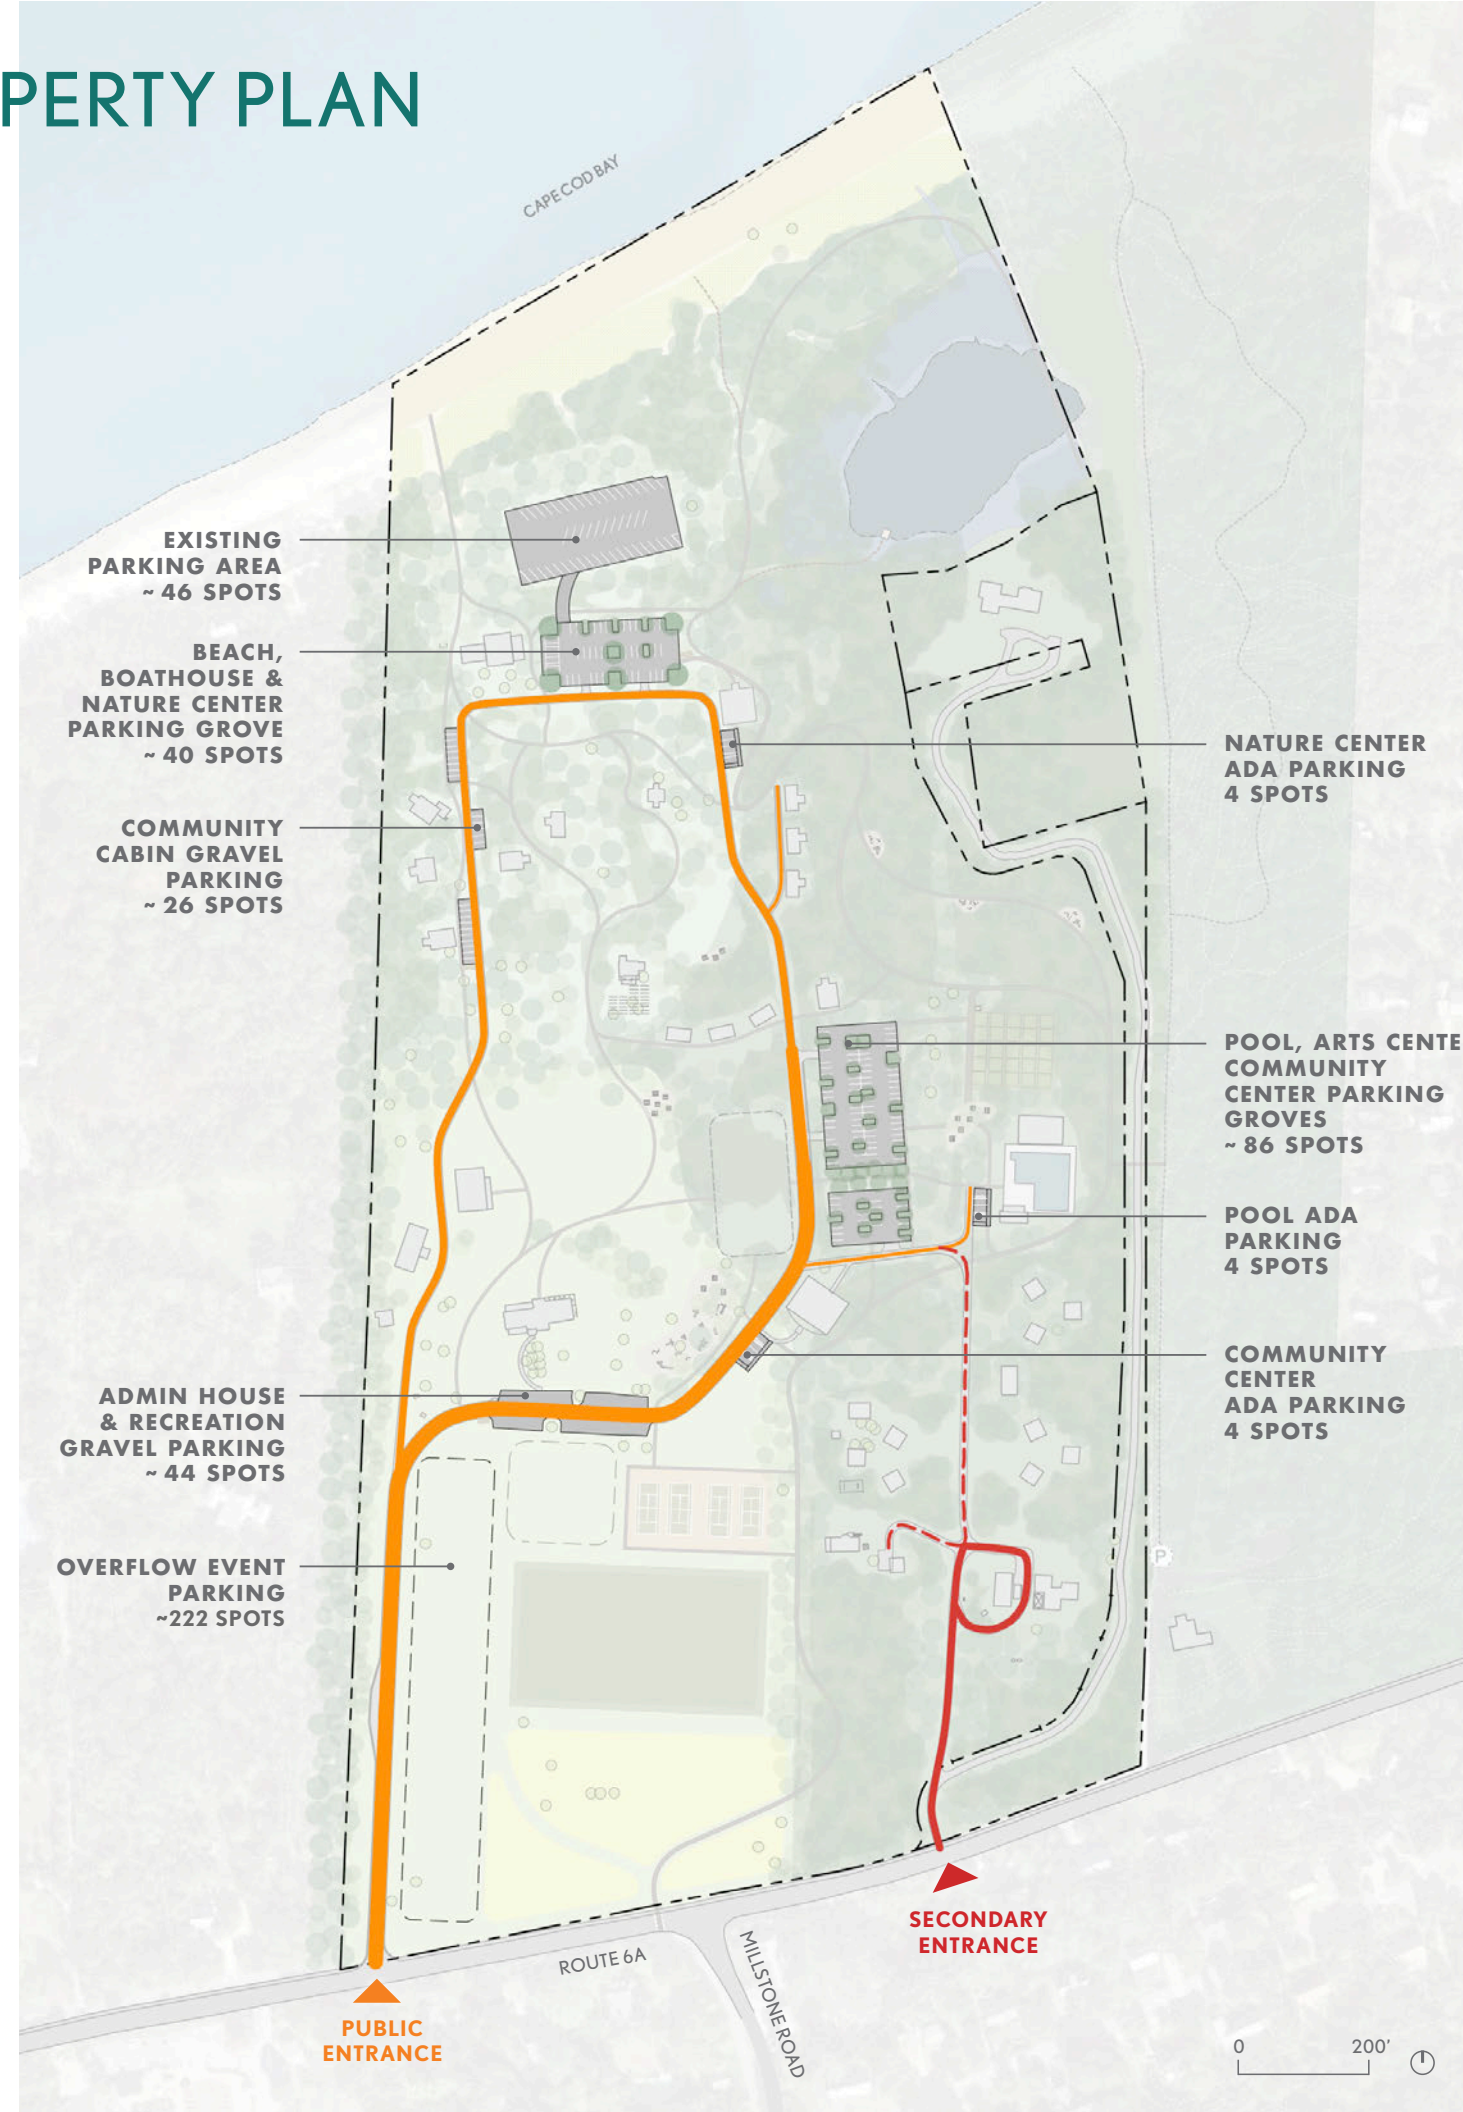 PERTY PLAN
CAPE COD BAY
EXISTING
PARKING AREA
~ 46 SPOTS
BEACH,
BOATHOUSE &
NATURE CENTER
PARKING GROVE
~ 40 SPOTS
COMMUNITY
CABIN GRAVEL
PARKING
~ 26 SPOTS
ADMIN HOUSE
& RECREATION
GRAVEL PARKING
~ 44 SPOTS
OVERFLOW EVENT
PARKING
~222 SPOTS
NATURE CENTER
ADA PARKING
4 SPOTS
POOL, ARTS CENTE
COMMUNITY
CENTER PARKING
GROVES
~ 86 SPOTS
POOL ADA
PARKING
4 SPOTS
COMMUNITY
CENTER
ADA PARKING
4 SPOTS
P
SECONDARY
ENTRANCE
ROUTE 6A
MILLSTONE ROAD
PUBLIC
ENTRANCE
0 200'